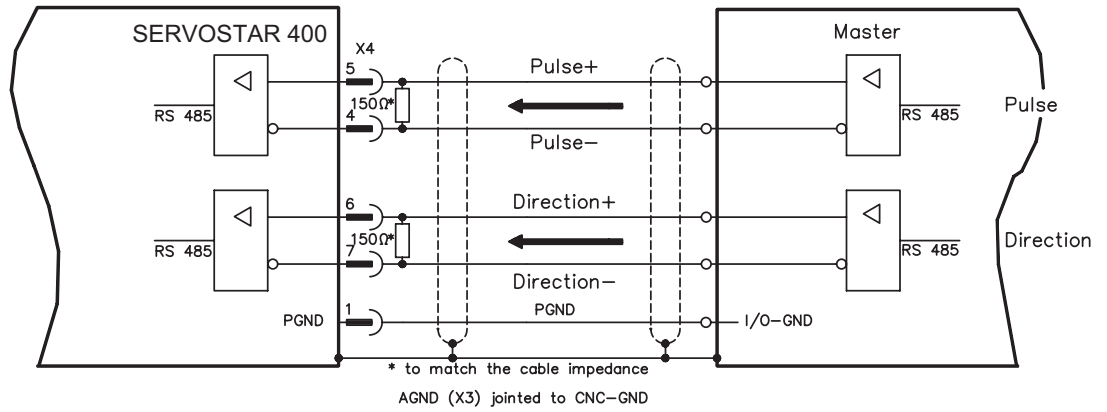 SERVOSTAR 400
Master
X4
5
Pulse+
150Ω*
RS 485
RS 485
Pulse
4
Pulse−
6
Direction+
150Ω*
RS 485
RS 485
Direction
7
Direction−
1
PGND
PGND
I/O−GND
* to match the cable impedance
AGND (X3) jointed to CNC−GND